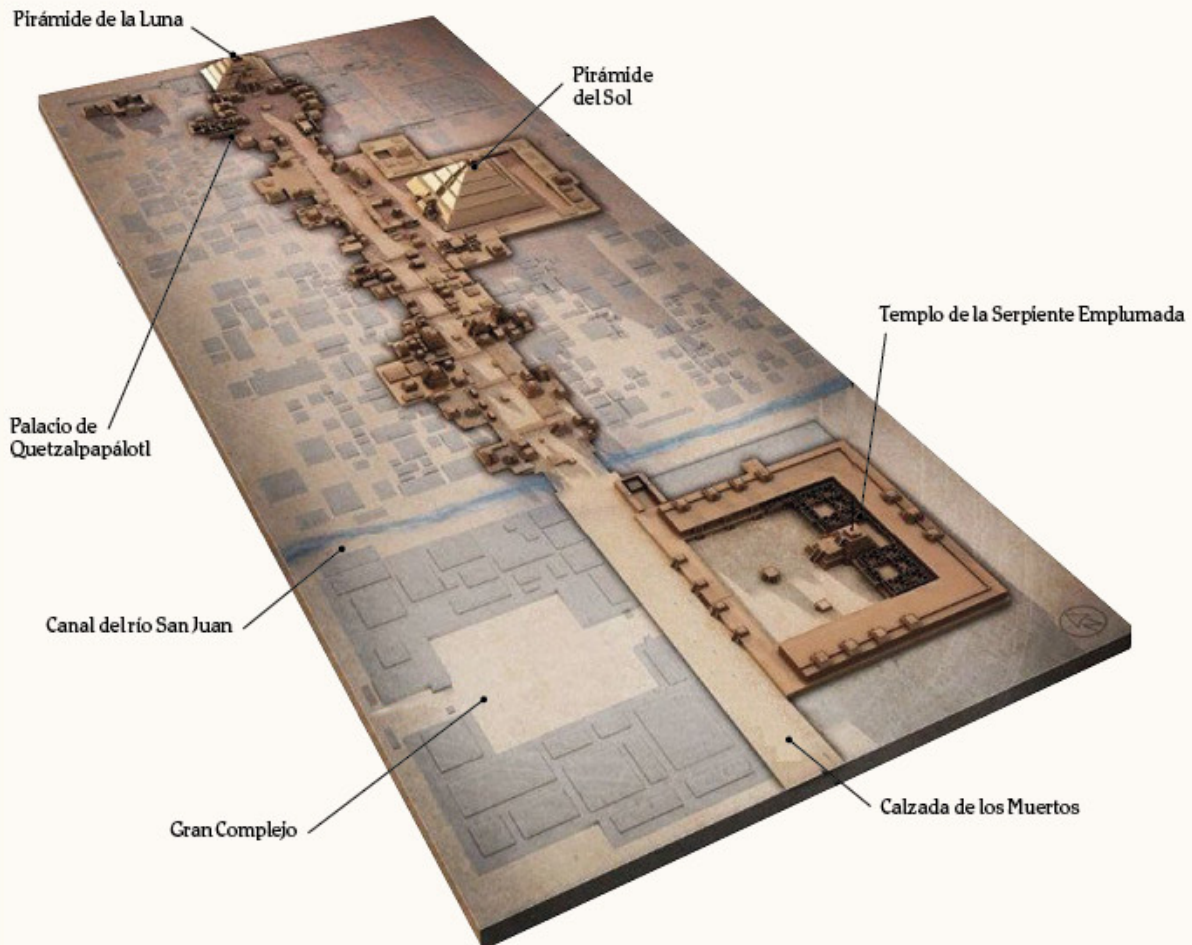 Pirámide de la Luna
Pirámide
del Sol
Templo de la Serpiente Emplumada
Palacio de
Quetzalpapálotl
Canal del río San Juan
Gran Complejo
Calzada de los Muertos